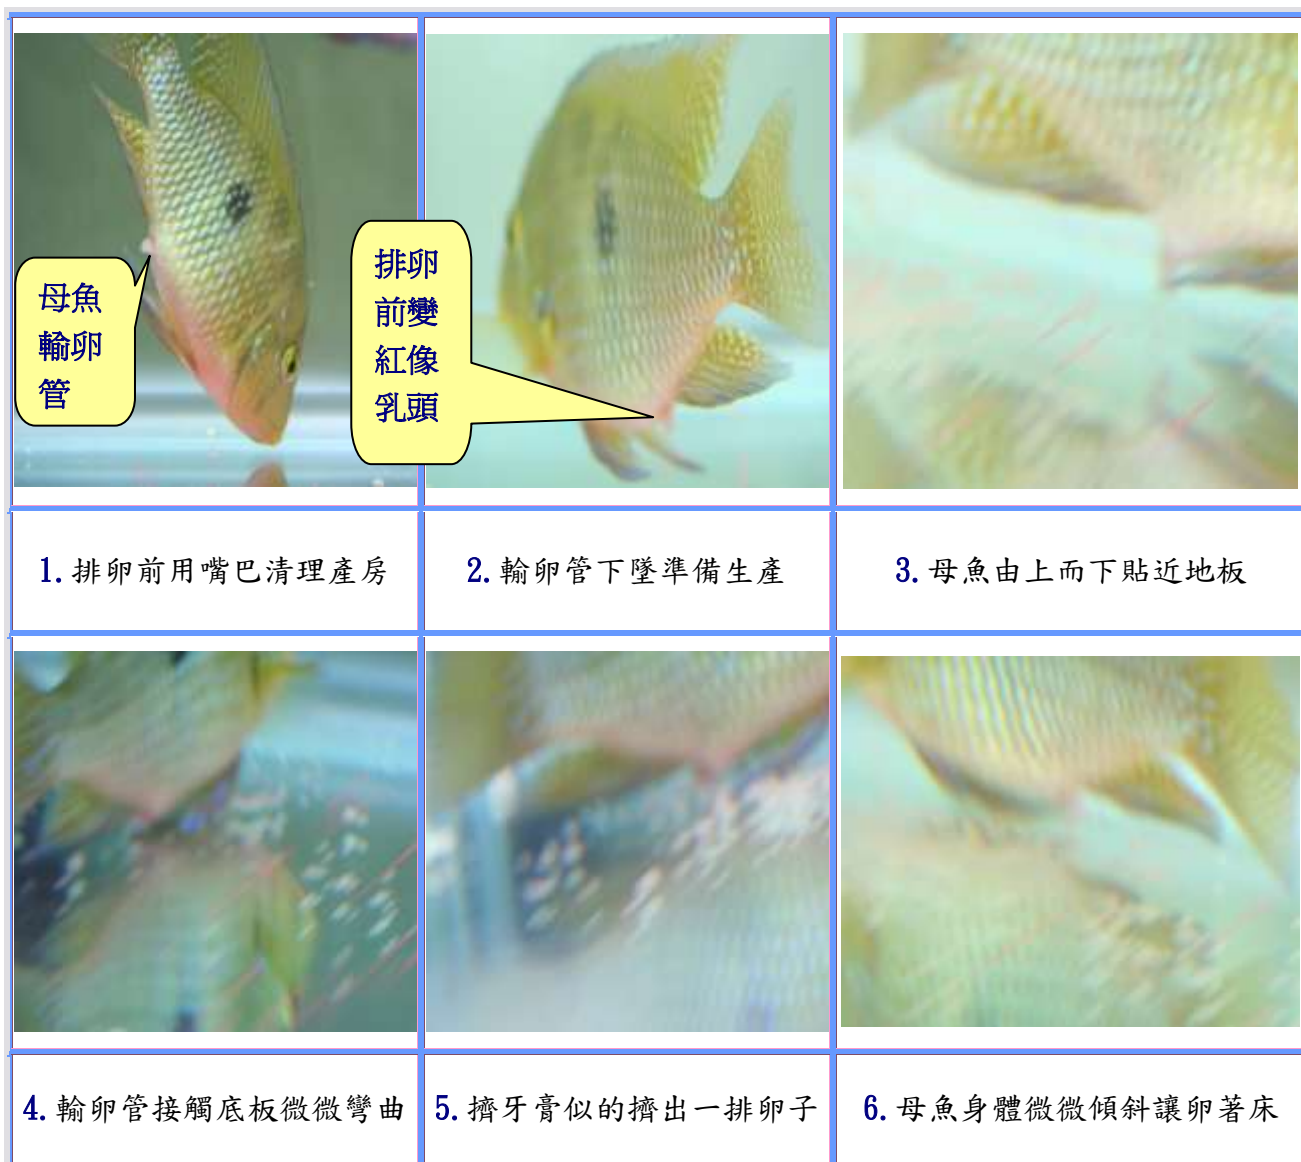 母魚
輸卵
管
排卵
前變
紅像
乳頭
1. 排卵前用嘴巴清理產房
2. 輸卵管下墜準備生產
3. 母魚由上而下貼近地板
4. 輸卵管接觸底板微微彎曲
5. 擠牙膏似的擠出一排卵子
6. 母魚身體微微傾斜讓卵著床